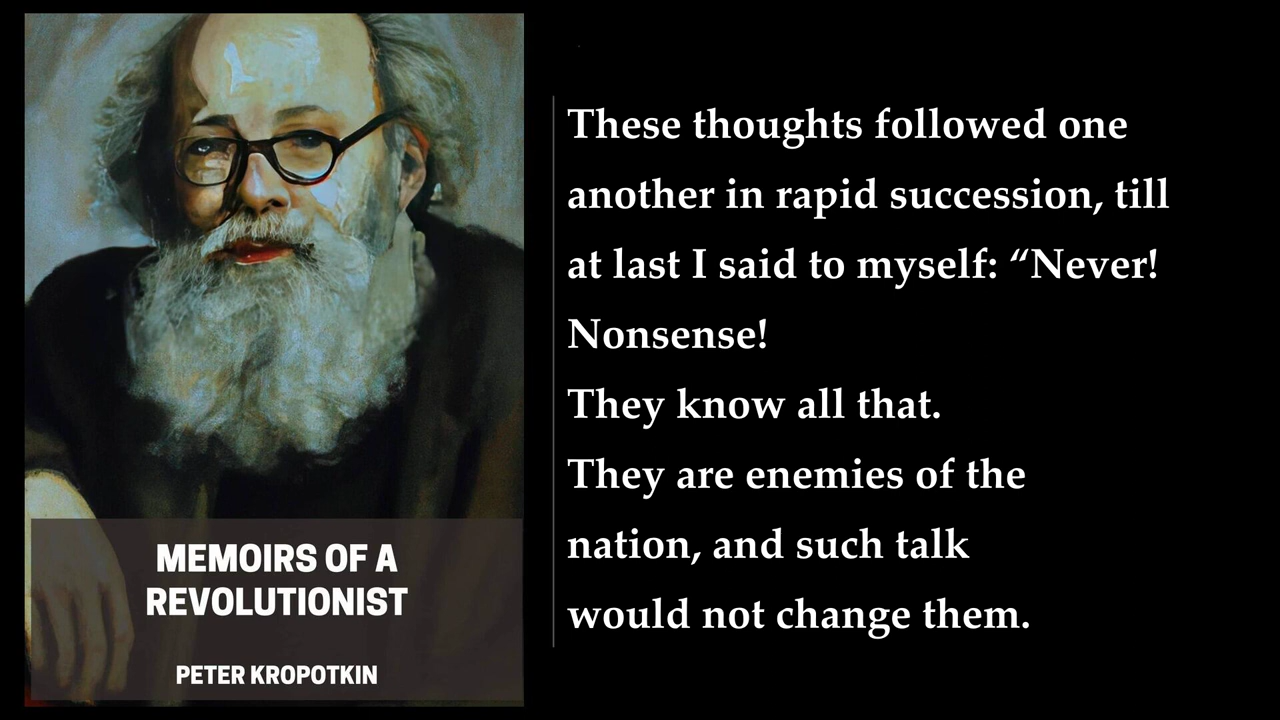 MEMOIRS OF A
REVOLUTIONIST
PETER KROPOTKIN
These thoughts followed one
another in rapid succession, till
at last I said to myself: “Never!
Nonsense!
They know all that.
They are enemies of the
nation, and such talk
would not change them.